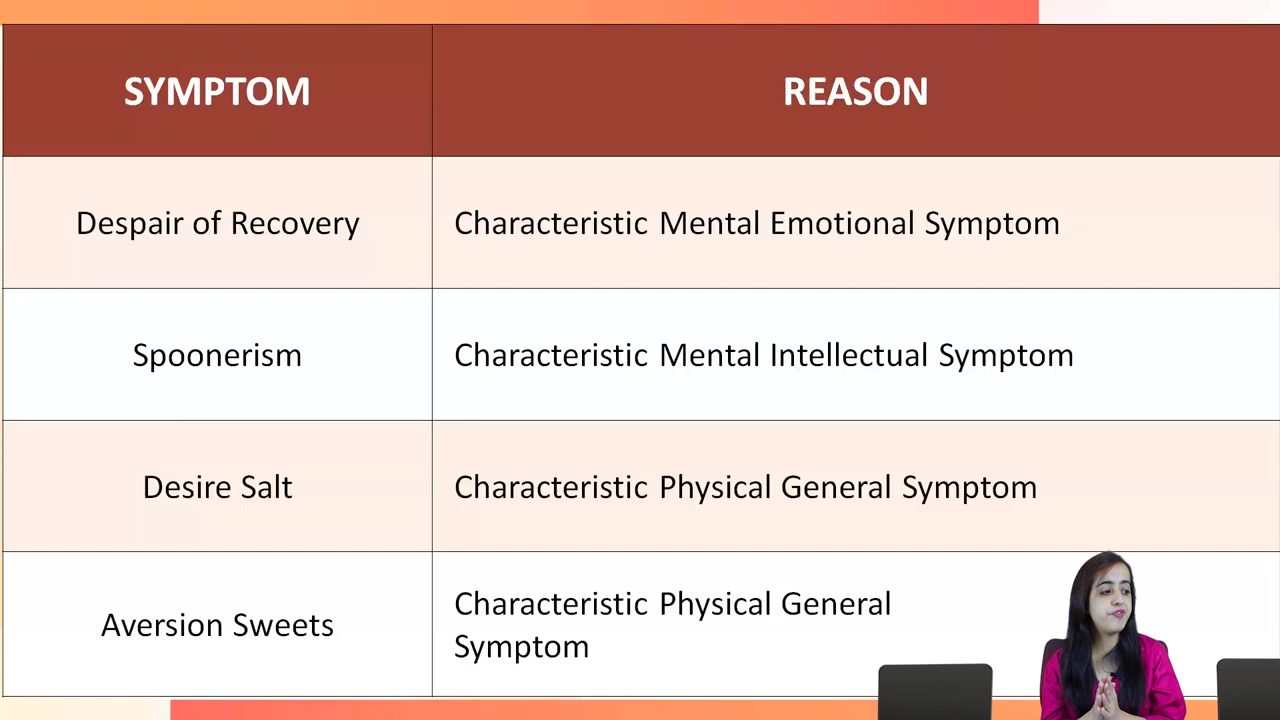 SYMPTOM REASON
Despair of Recovery Characteristic Mental Emotional Symptom
Spoonerism Characteristic Mental Intellectual Symptom
Desire Salt Characteristic Physical General Symptom
Aversion Sweets Characteristic Physical General
Symptom